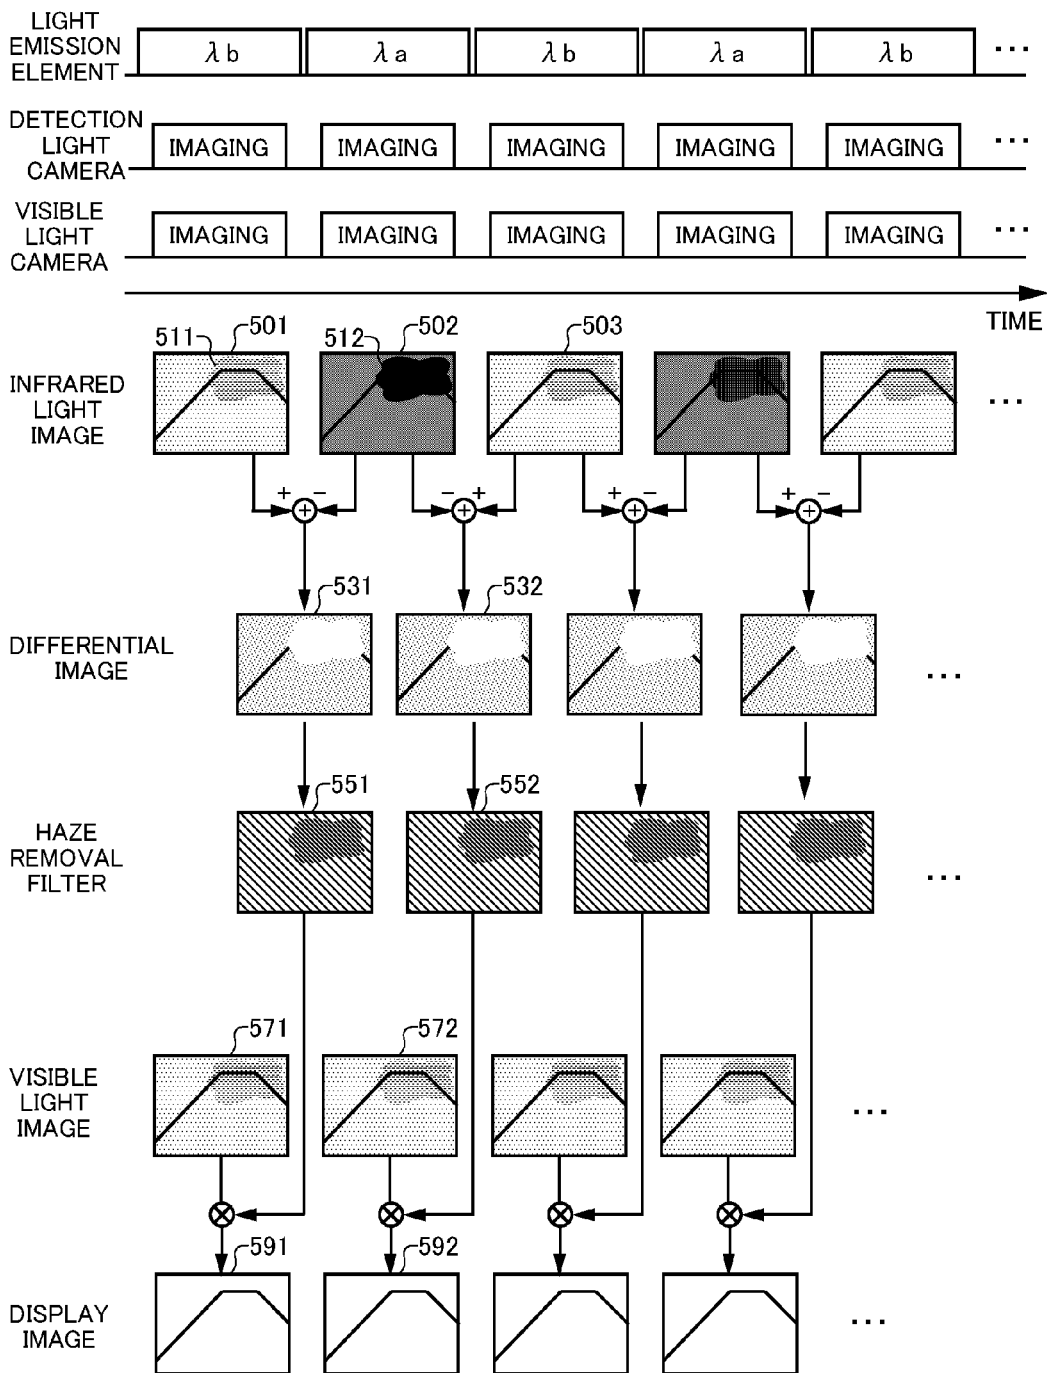 LIGHT
EMISSION
ELEMENT
λb λa λb λa λb ...
DETECTION
LIGHT
CAMERA
IMAGING IMAGING IMAGING IMAGING IMAGING ...
VISIBLE
LIGHT
CAMERA
IMAGING IMAGING IMAGING IMAGING IMAGING ...
TIME
511 501 512 502 503
INFRARED
LIGHT
IMAGE
...
+ - - + + - + -
+ + + +
531 532
DIFFERENTIAL
IMAGE
...
551 552
HAZE
REMOVAL
FILTER
...
571 572
VISIBLE
LIGHT
IMAGE
...
591 592
DISPLAY
IMAGE
...